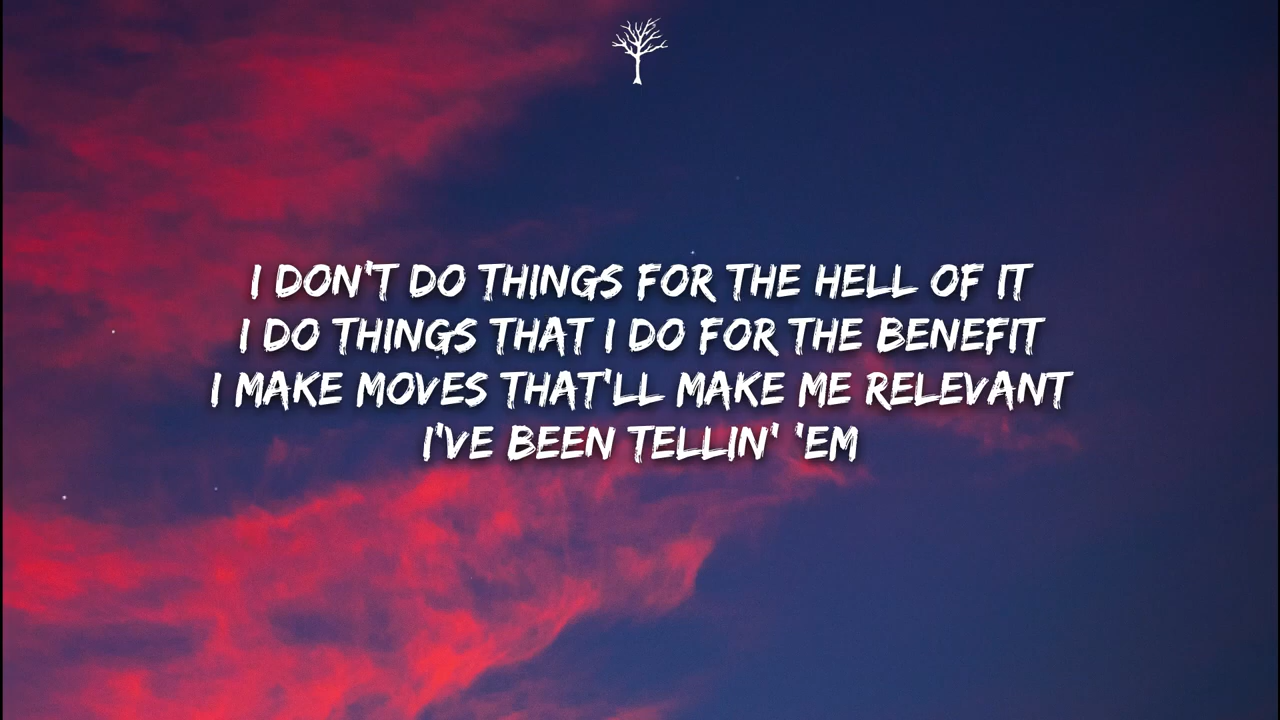 I DON'T DO THINGS FOR THE HELL OF IT
I DO THINGS THAT I DO FOR THE BENEFIT
I MAKE MOVES THAT'LL MAKE ME RELEVANT
I'VE BEEN TELLIN' 'EM